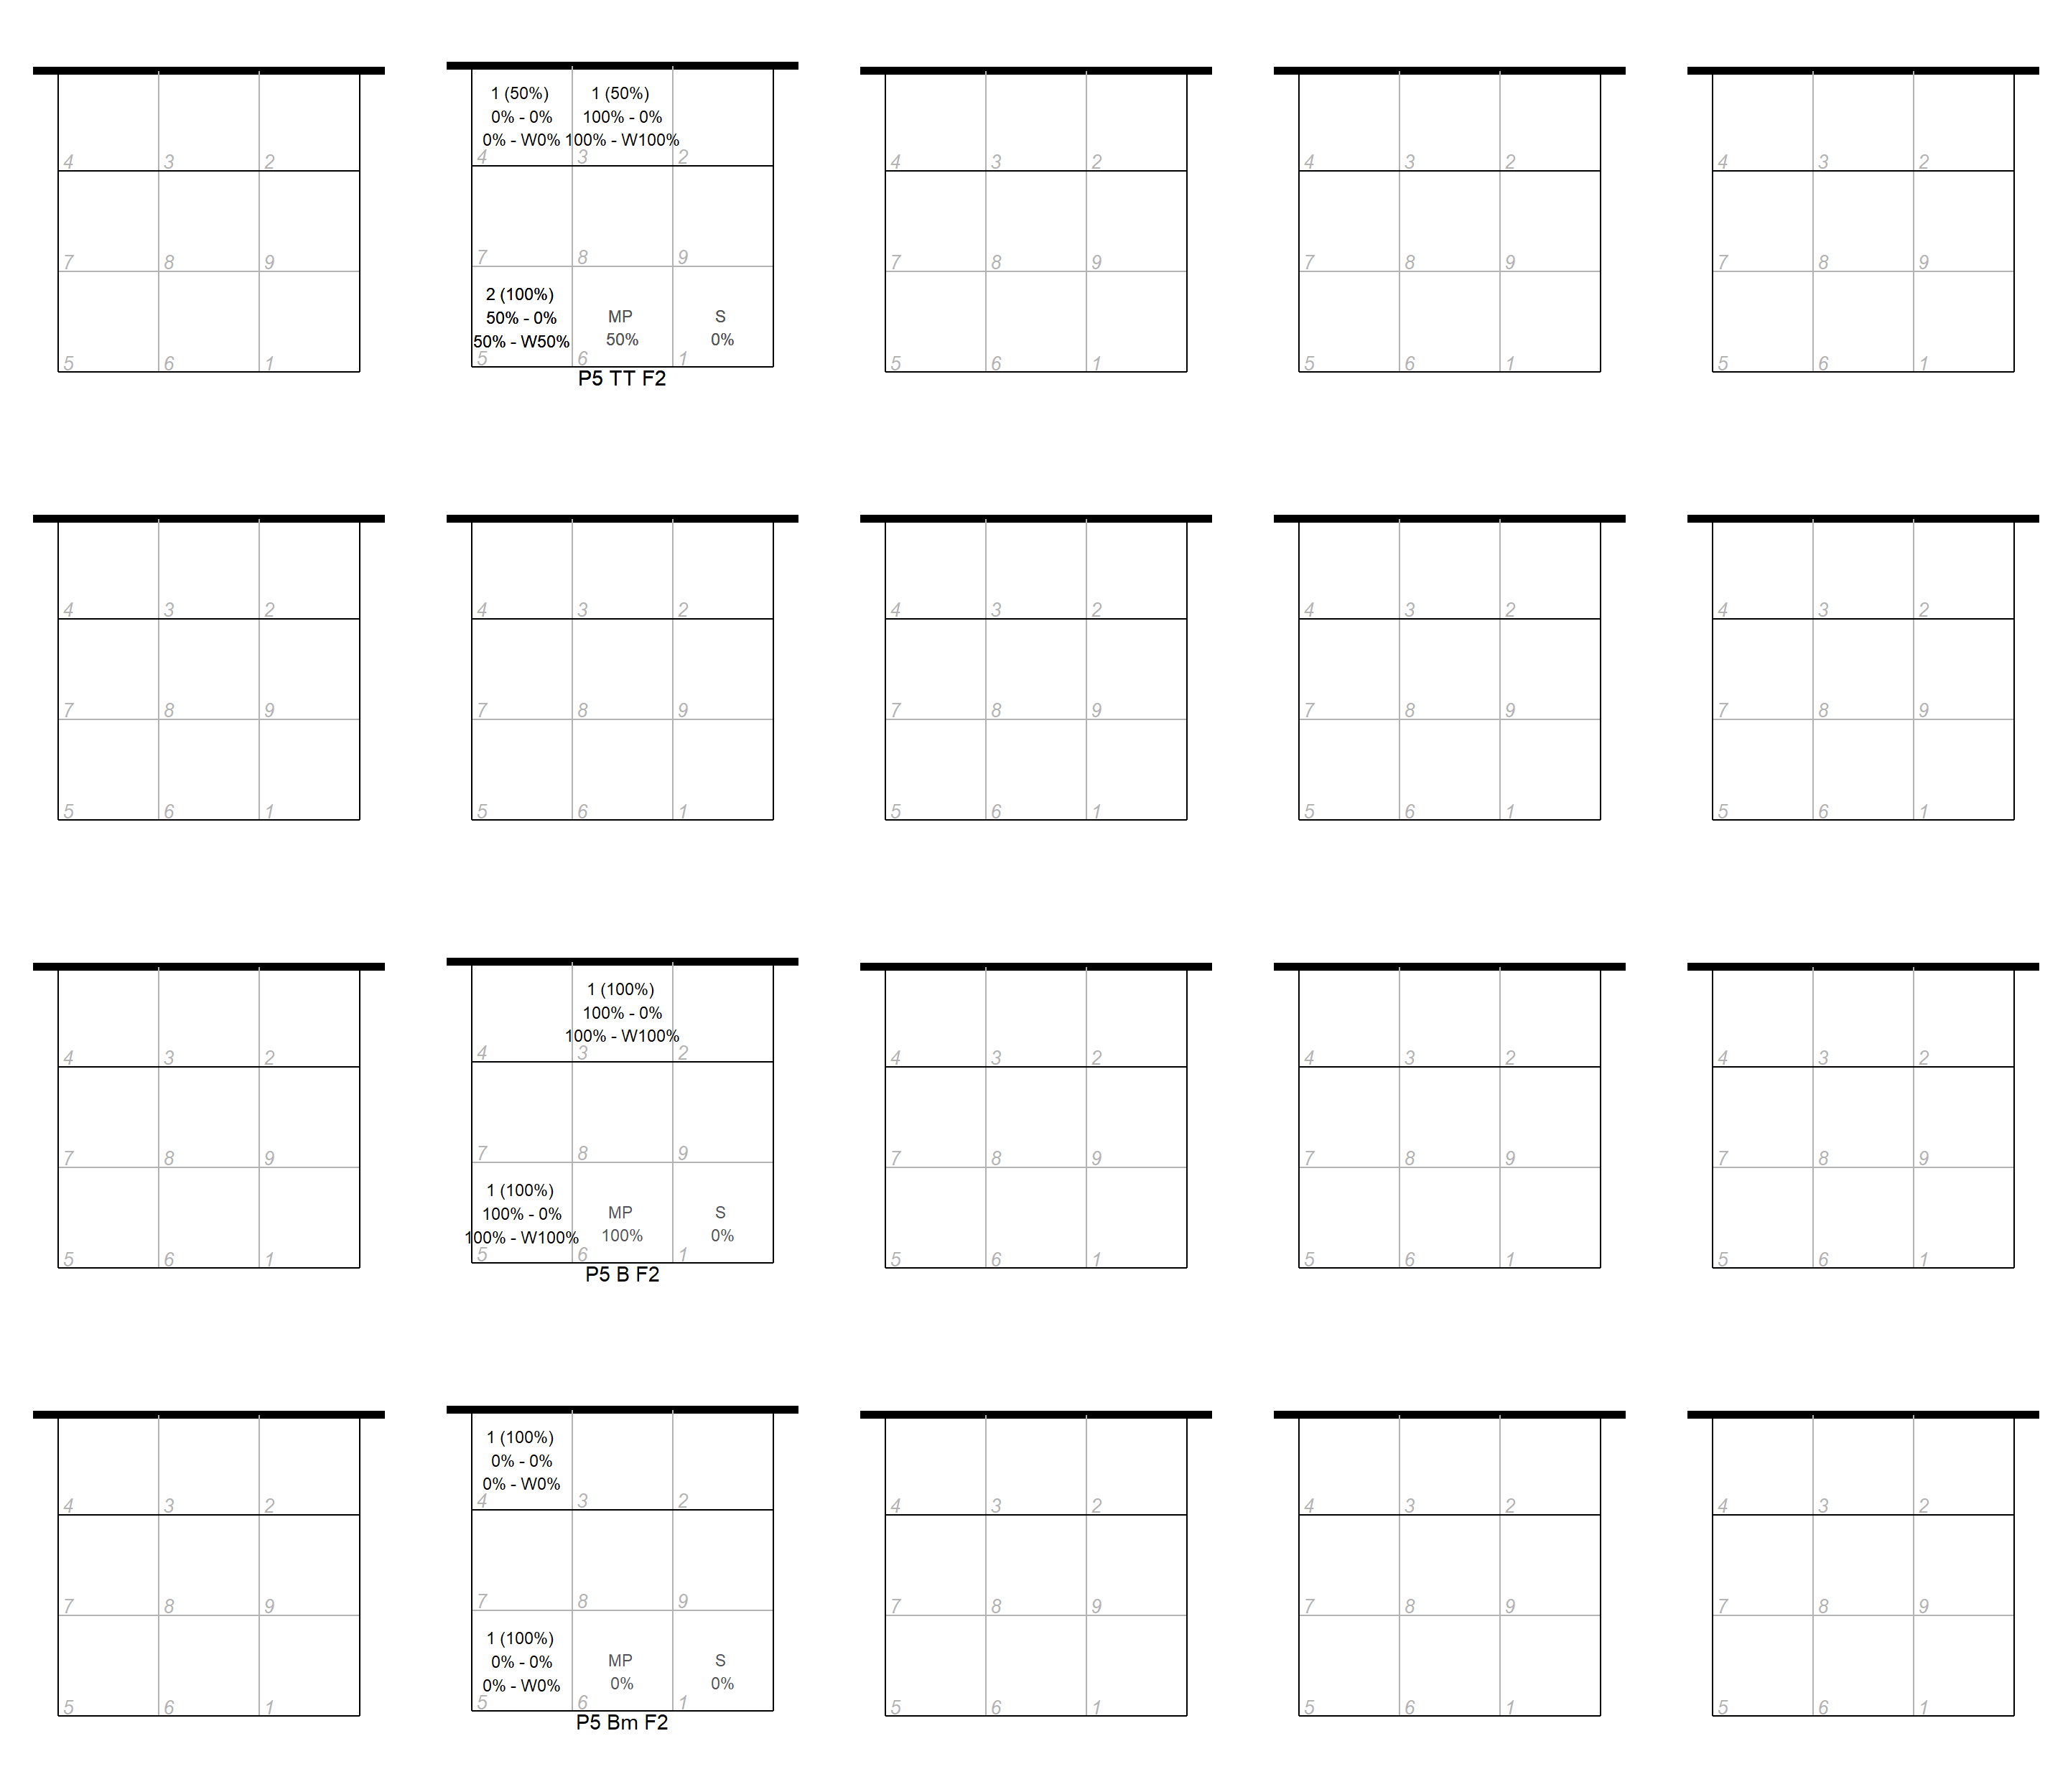 1 (50%) 1 (50%)
0% - 0% 100% - 0%
0% - W0% 100% - W100%
4 3 2 4 3 2 4 3 2 4 3 2 4 3 2
7 8 9 7 8 9 7 8 9 7 8 9 7 8 9
2 (100%)
50% - 0% MP S
50% - W50% 50% 0%
5 6 1 5 6 1 5 6 1 5 6 1 5 6 1
P5 TT F2
4 3 2 4 3 2 4 3 2 4 3 2 4 3 2
7 8 9 7 8 9 7 8 9 7 8 9 7 8 9
5 6 1 5 6 1 5 6 1 5 6 1 5 6 1
1 (100%)
100% - 0%
100% - W100%
4 3 2 4 3 2 4 3 2 4 3 2 4 3 2
7 8 9 7 8 9 7 8 9 7 8 9 7 8 9
1 (100%)
100% - 0% MP S
100% - W100% 100% 0%
5 6 1 5 6 1 5 6 1 5 6 1 5 6 1
P5 B F2
1 (100%)
0% - 0%
0% - W0%
4 3 2 4 3 2 4 3 2 4 3 2 4 3 2
7 8 9 7 8 9 7 8 9 7 8 9 7 8 9
1 (100%)
0% - 0% MP S
0% - W0% 0% 0%
5 6 1 5 6 1 5 6 1 5 6 1 5 6 1
P5 Bm F2